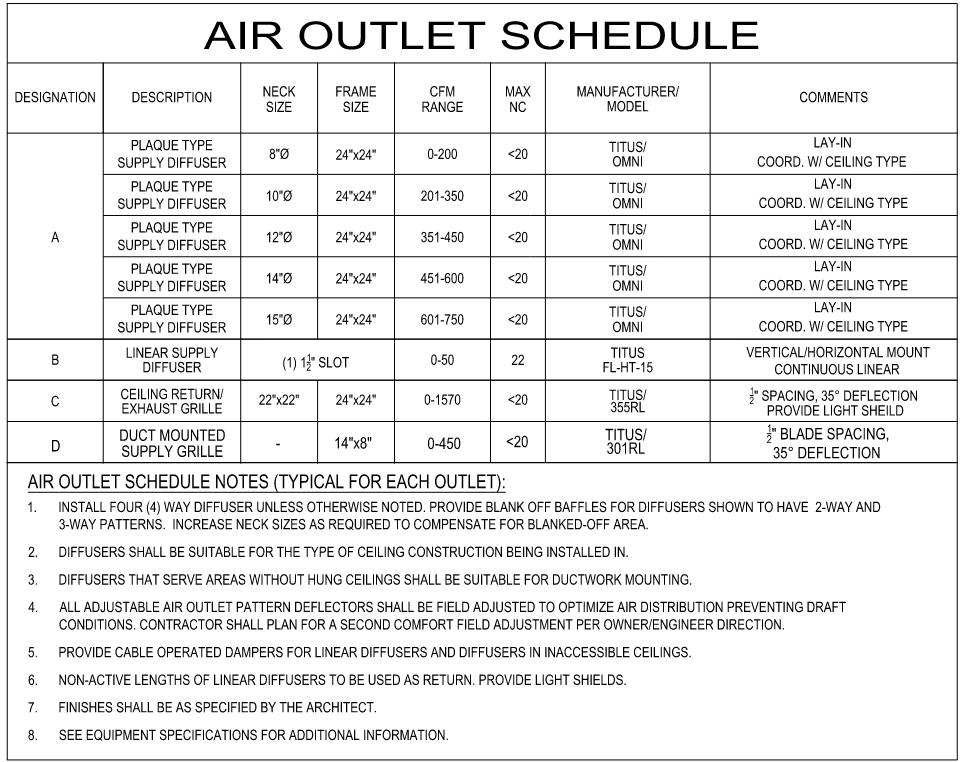 AIR OUTLET SCHEDULE
DESIGNATION DESCRIPTION NECK SIZE FRAME SIZE CFM RANGE MAX NC MANUFACTURER/ MODEL COMMENTS
A
PLAQUE TYPE SUPPLY DIFFUSER 8"Ø 24"x24" 0-200 <20 TITUS/ OMNI LAY-IN COORD. W/ CEILING TYPE
PLAQUE TYPE SUPPLY DIFFUSER 10"Ø 24"x24" 201-350 <20 TITUS/ OMNI LAY-IN COORD. W/ CEILING TYPE
PLAQUE TYPE SUPPLY DIFFUSER 12"Ø 24"x24" 351-450 <20 TITUS/ OMNI LAY-IN COORD. W/ CEILING TYPE
PLAQUE TYPE SUPPLY DIFFUSER 14"Ø 24"x24" 451-600 <20 TITUS/ OMNI LAY-IN COORD. W/ CEILING TYPE
PLAQUE TYPE SUPPLY DIFFUSER 15"Ø 24"x24" 601-750 <20 TITUS/ OMNI LAY-IN COORD. W/ CEILING TYPE
B LINEAR SUPPLY DIFFUSER (1) 1½" SLOT 0-50 22 TITUS FL-HT-15 VERTICAL/HORIZONTAL MOUNT CONTINUOUS LINEAR
C CEILING RETURN/ EXHAUST GRILLE 22"x22" 24"x24" 0-1570 <20 TITUS/ 355RL ½" SPACING, 35° DEFLECTION PROVIDE LIGHT SHEILD
D DUCT MOUNTED SUPPLY GRILLE - 14"x8" 0-450 <20 TITUS/ 301RL ½" BLADE SPACING, 35° DEFLECTION
AIR OUTLET SCHEDULE NOTES (TYPICAL FOR EACH OUTLET):
1. INSTALL FOUR (4) WAY DIFFUSER UNLESS OTHERWISE NOTED. PROVIDE BLANK OFF BAFFLES FOR DIFFUSERS SHOWN TO HAVE 2-WAY AND
3-WAY PATTERNS. INCREASE NECK SIZES AS REQUIRED TO COMPENSATE FOR BLANKED-OFF AREA.
2. DIFFUSERS SHALL BE SUITABLE FOR THE TYPE OF CEILING CONSTRUCTION BEING INSTALLED IN.
3. DIFFUSERS THAT SERVE AREAS WITHOUT HUNG CEILINGS SHALL BE SUITABLE FOR DUCTWORK MOUNTING.
4. ALL ADJUSTABLE AIR OUTLET PATTERN DEFLECTORS SHALL BE FIELD ADJUSTED TO OPTIMIZE AIR DISTRIBUTION PREVENTING DRAFT
CONDITIONS. CONTRACTOR SHALL PLAN FOR A SECOND COMFORT FIELD ADJUSTMENT PER OWNER/ENGINEER DIRECTION.
5. PROVIDE CABLE OPERATED DAMPERS FOR LINEAR DIFFUSERS AND DIFFUSERS IN INACCESSIBLE CEILINGS.
6. NON-ACTIVE LENGTHS OF LINEAR DIFFUSERS TO BE USED AS RETURN. PROVIDE LIGHT SHIELDS.
7. FINISHES SHALL BE AS SPECIFIED BY THE ARCHITECT.
8. SEE EQUIPMENT SPECIFICATIONS FOR ADDITIONAL INFORMATION.